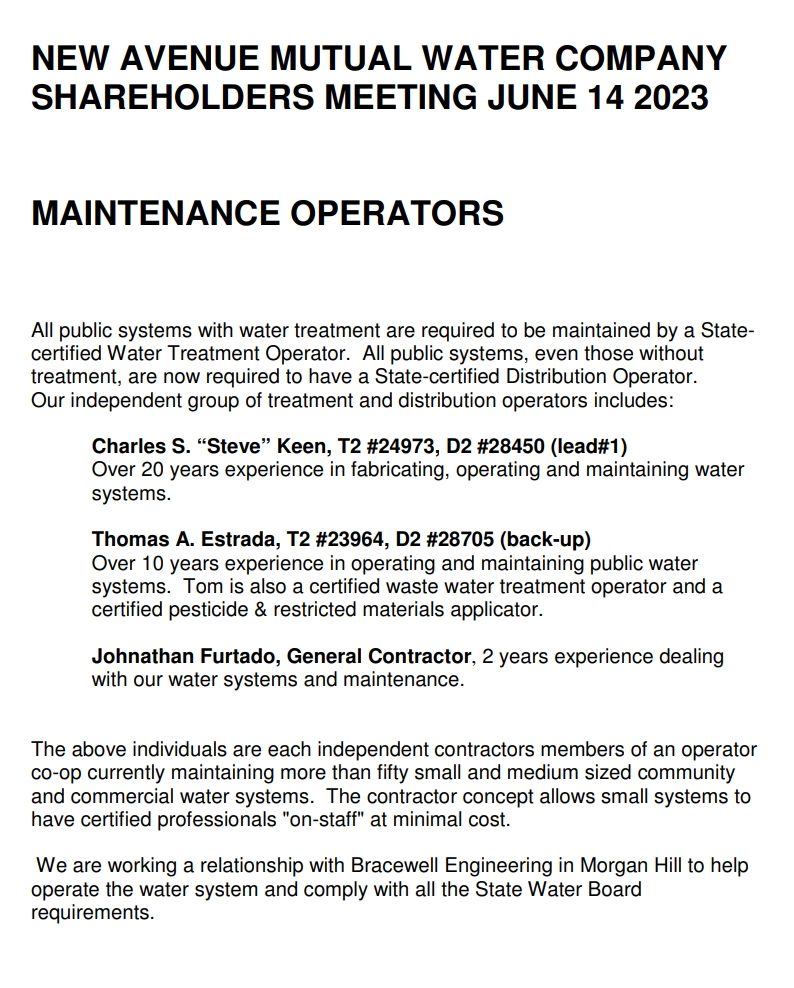 NEW AVENUE MUTUAL WATER COMPANY
SHAREHOLDERS MEETING JUNE 14 2023
MAINTENANCE OPERATORS
All public systems with water treatment are required to be maintained by a State-
certified Water Treatment Operator.  All public systems, even those without
treatment, are now required to have a State-certified Distribution Operator.
Our independent group of treatment and distribution operators includes:
Charles S. “Steve” Keen, T2 #24973, D2 #28450 (lead#1)
Over 20 years experience in fabricating, operating and maintaining water
systems.
Thomas A. Estrada, T2 #23964, D2 #28705 (back-up)
Over 10 years experience in operating and maintaining public water
systems.  Tom is also a certified waste water treatment operator and a
certified pesticide & restricted materials applicator.
Johnathan Furtado, General Contractor, 2 years experience dealing
with our water systems and maintenance.
The above individuals are each independent contractors members of an operator
co-op currently maintaining more than fifty small and medium sized community
and commercial water systems.  The contractor concept allows small systems to
have certified professionals "on-staff" at minimal cost.
We are working a relationship with Bracewell Engineering in Morgan Hill to help
operate the water system and comply with all the State Water Board
requirements.